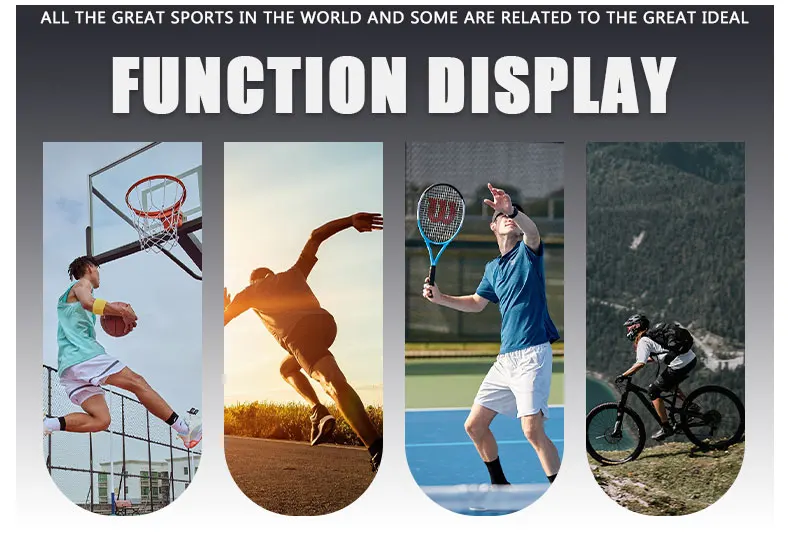 ALL THE GREAT SPORTS IN THE WORLD AND SOME ARE RELATED TO THE GREAT IDEAL
FUNCTION DISPLAY
W